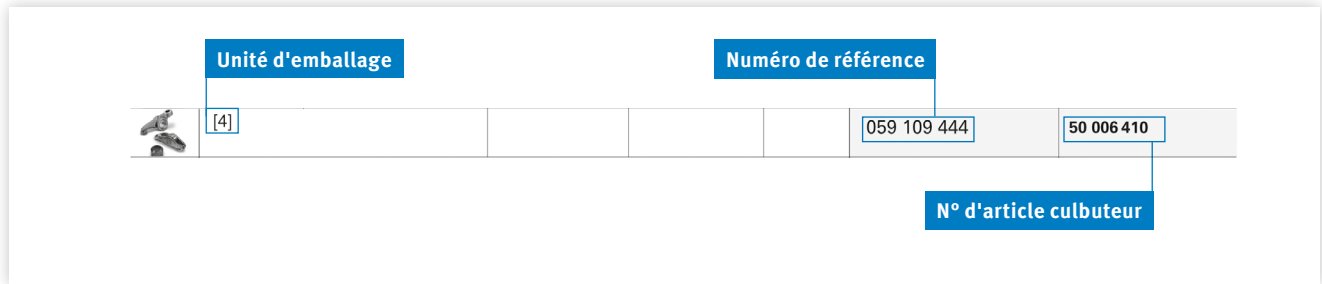 Unité d'emballage
Numéro de référence
[4]
059 109 444
50 006 410
N° d'article culbuteur